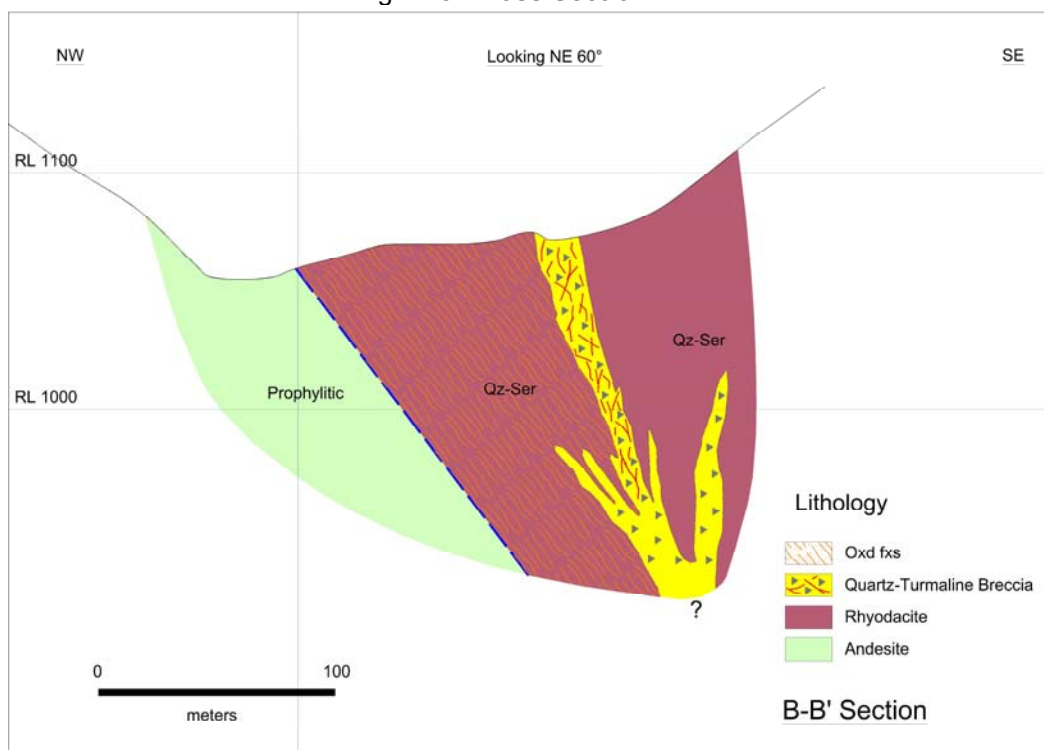 NW
Looking NE 60°
SE
RL 1100
RL 1000
Prophylitic
Qz-Ser
Qz-Ser
?
Lithology
Oxd fxs
Quartz-Turmaline Breccia
Rhyodacite
Andesite
0 100
meters
B-B' Section